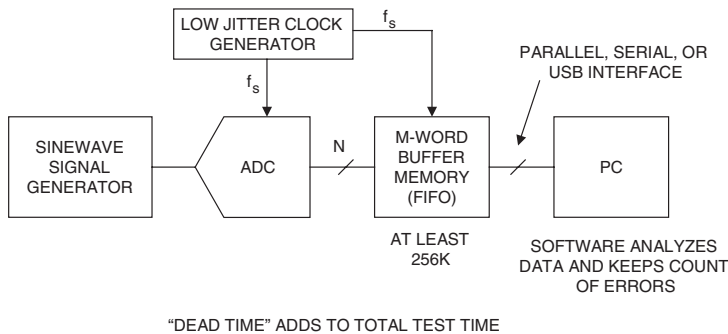 LOW JITTER CLOCK
GENERATOR
fs
fs
PARALLEL, SERIAL, OR
USB INTERFACE
SINEWAVE
SIGNAL
GENERATOR
ADC
N
M-WORD
BUFFER
MEMORY
(FIFO)
PC
AT LEAST
256K
SOFTWARE ANALYZES
DATA AND KEEPS COUNT
OF ERRORS
“DEAD TIME” ADDS TO TOTAL TEST TIME